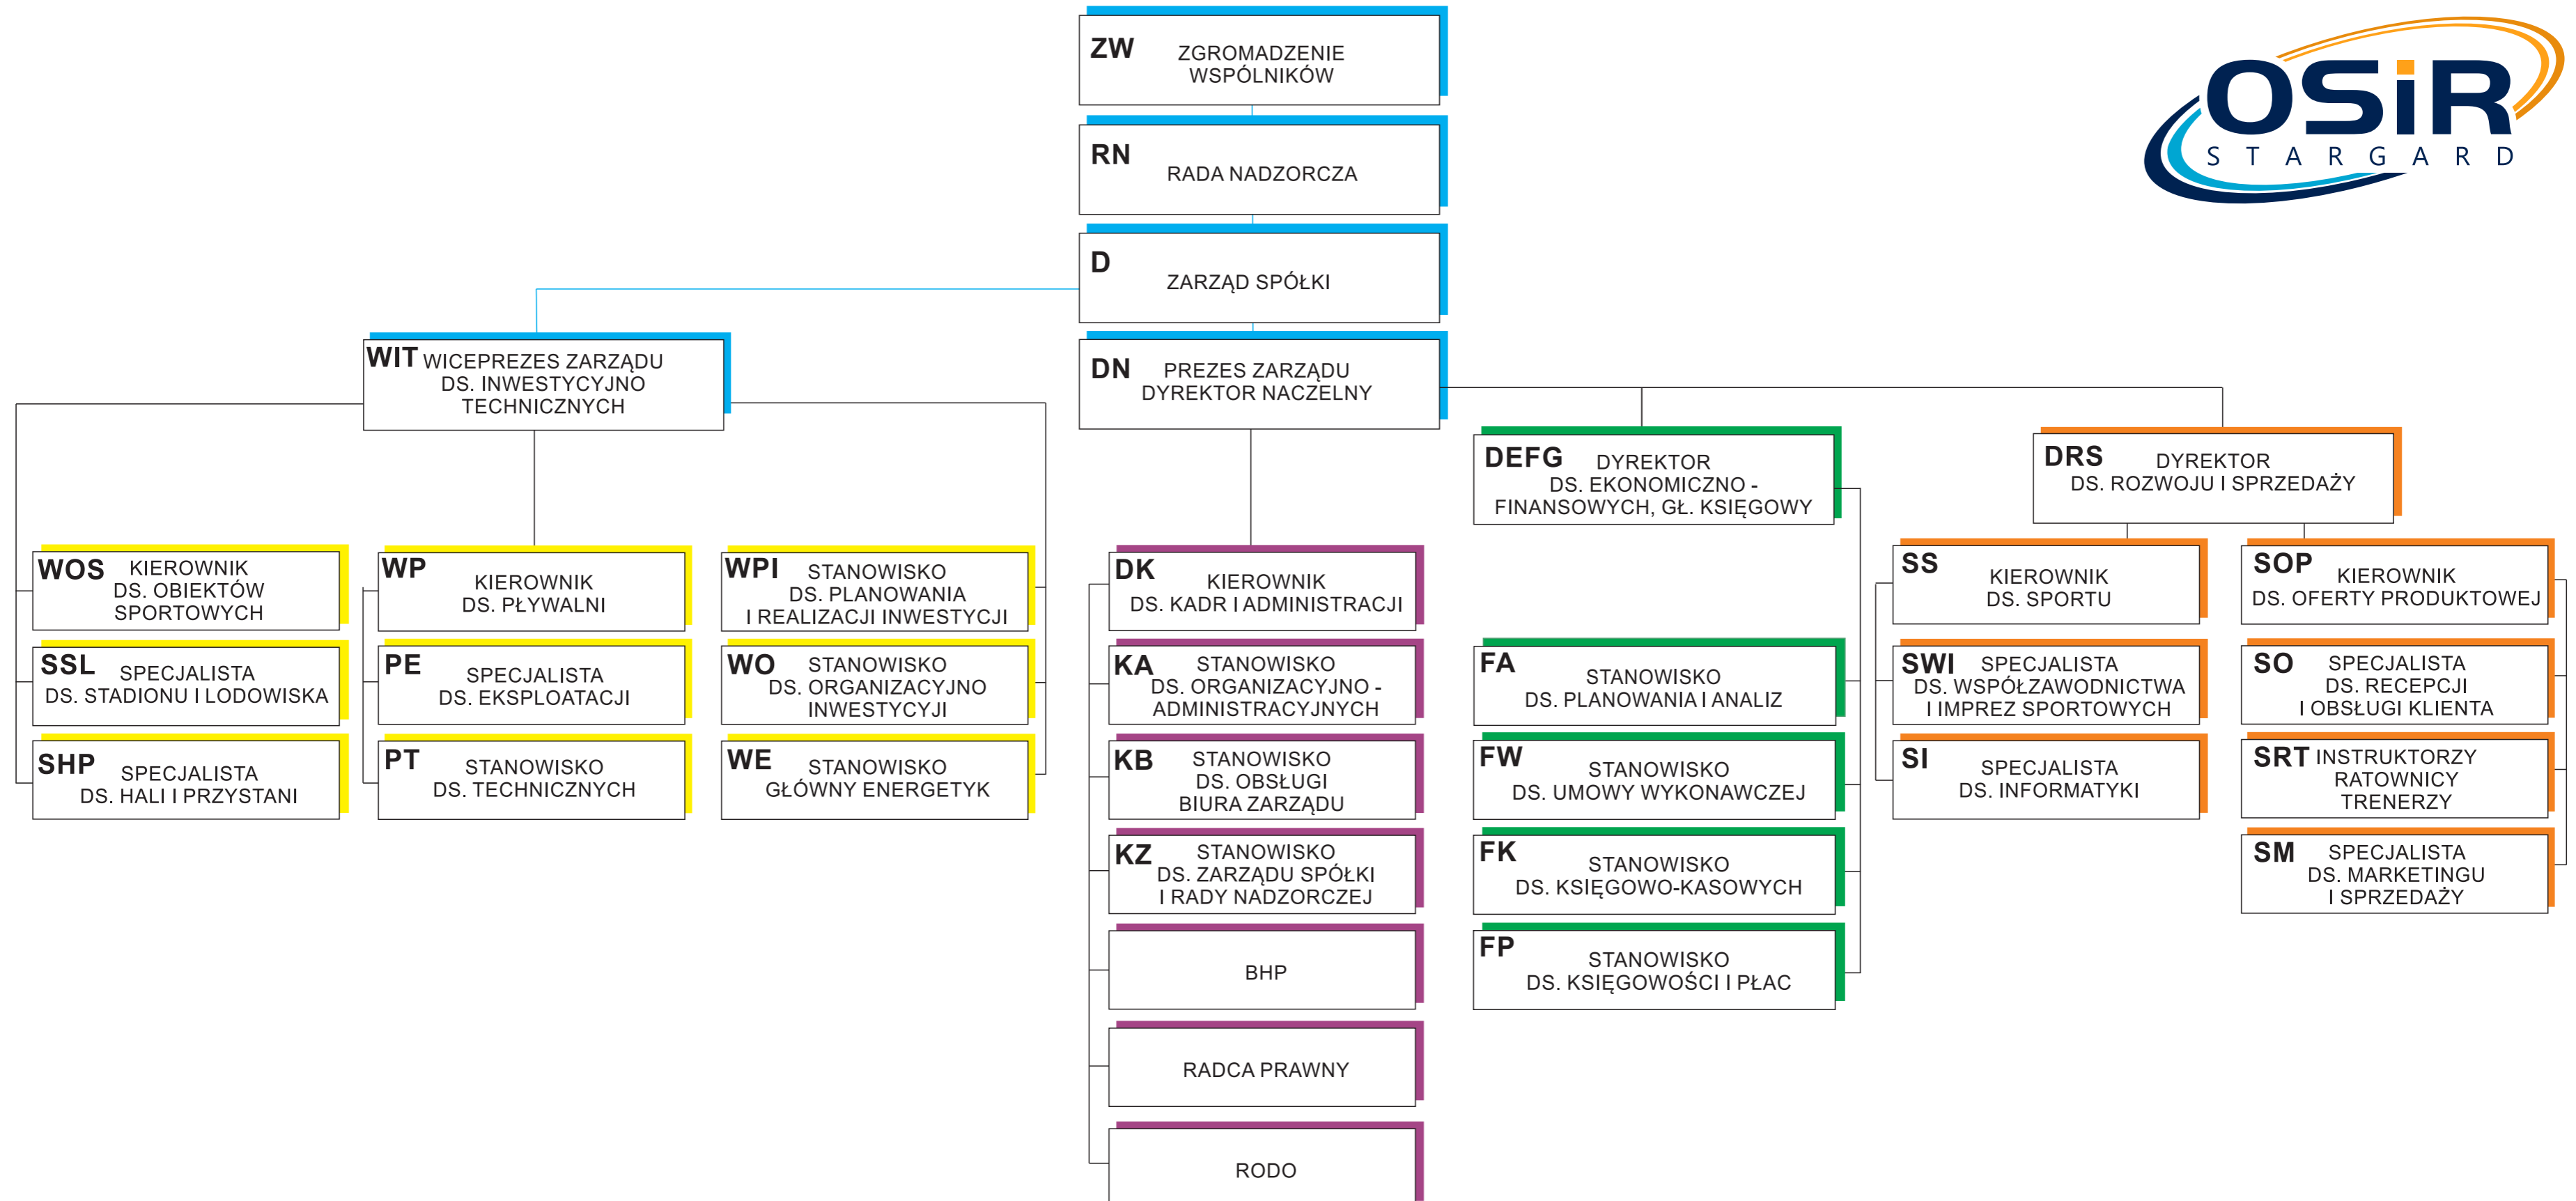 ZW
ZGROMADZENIE
WSPÓLNIKÓW
OSiR
STARGARD
RN
RADA NADZORCZA
D
ZARZĄD SPÓŁKI
WIT WICEPREZES ZARZĄDU
DS. INWESTYCYJNO
TECHNICZNYCH
DN
PREZES ZARZĄDU
DYREKTOR NACZELNY
DEFG
DYREKTOR
DS. EKONOMICZNO -
FINANSOWYCH, GŁ. KSIĘGOWY
DRS
DYREKTOR
DS. ROZWOJU I SPRZEDAŻY
WOS
KIEROWNIK
DS. OBIEKTÓW
SPORTOWYCH
SSL
SPECJALISTA
DS. STADIONU I LODOWISKA
SHP
SPECJALISTA
DS. HALI I PRZYSTANI
WP
KIEROWNIK
DS. PŁYWALNI
PE
SPECJALISTA
DS. EKSPLOATACJI
PT
STANOWISKO
DS. TECHNICZNYCH
WPI
STANOWISKO
DS. PLANOWANIA
I REALIZACJI INWESTYCJI
WO
STANOWISKO
DS. ORGANIZACYJNO
INWESTYCYJI
WE
STANOWISKO
GŁÓWNY ENERGETYK
DK
KIEROWNIK
DS. KADR I ADMINISTRACJI
KA
STANOWISKO
DS. ORGANIZACYJNO -
ADMINISTRACYJNYCH
KB
STANOWISKO
DS. OBSŁUGI
BIURA ZARZĄDU
KZ
STANOWISKO
DS. ZARZĄDU SPÓŁKI
I RADY NADZORCZEJ
BHP
RADCA PRAWNY
RODO
FA
STANOWISKO
DS. PLANOWANIA I ANALIZ
FW
STANOWISKO
DS. UMOWY WYKONAWCZEJ
FK
STANOWISKO
DS. KSIĘGOWO-KASOWYCH
FP
STANOWISKO
DS. KSIĘGOWOŚCI I PŁAC
SS
KIEROWNIK
DS. SPORTU
SWI
SPECJALISTA
DS. WSPÓŁZAWODNICTWA
I IMPREZ SPORTOWYCH
SI
SPECJALISTA
DS. INFORMATYKI
SOP
KIEROWNIK
DS. OFERTY PRODUKTOWEJ
SO
SPECJALISTA
DS. RECEPCJI
I OBSŁUGI KLIENTA
SRT INSTRUKTORZY
RATOWNICY
TRENERZY
SM
SPECJALISTA
DS. MARKETINGU
I SPRZEDAŻY